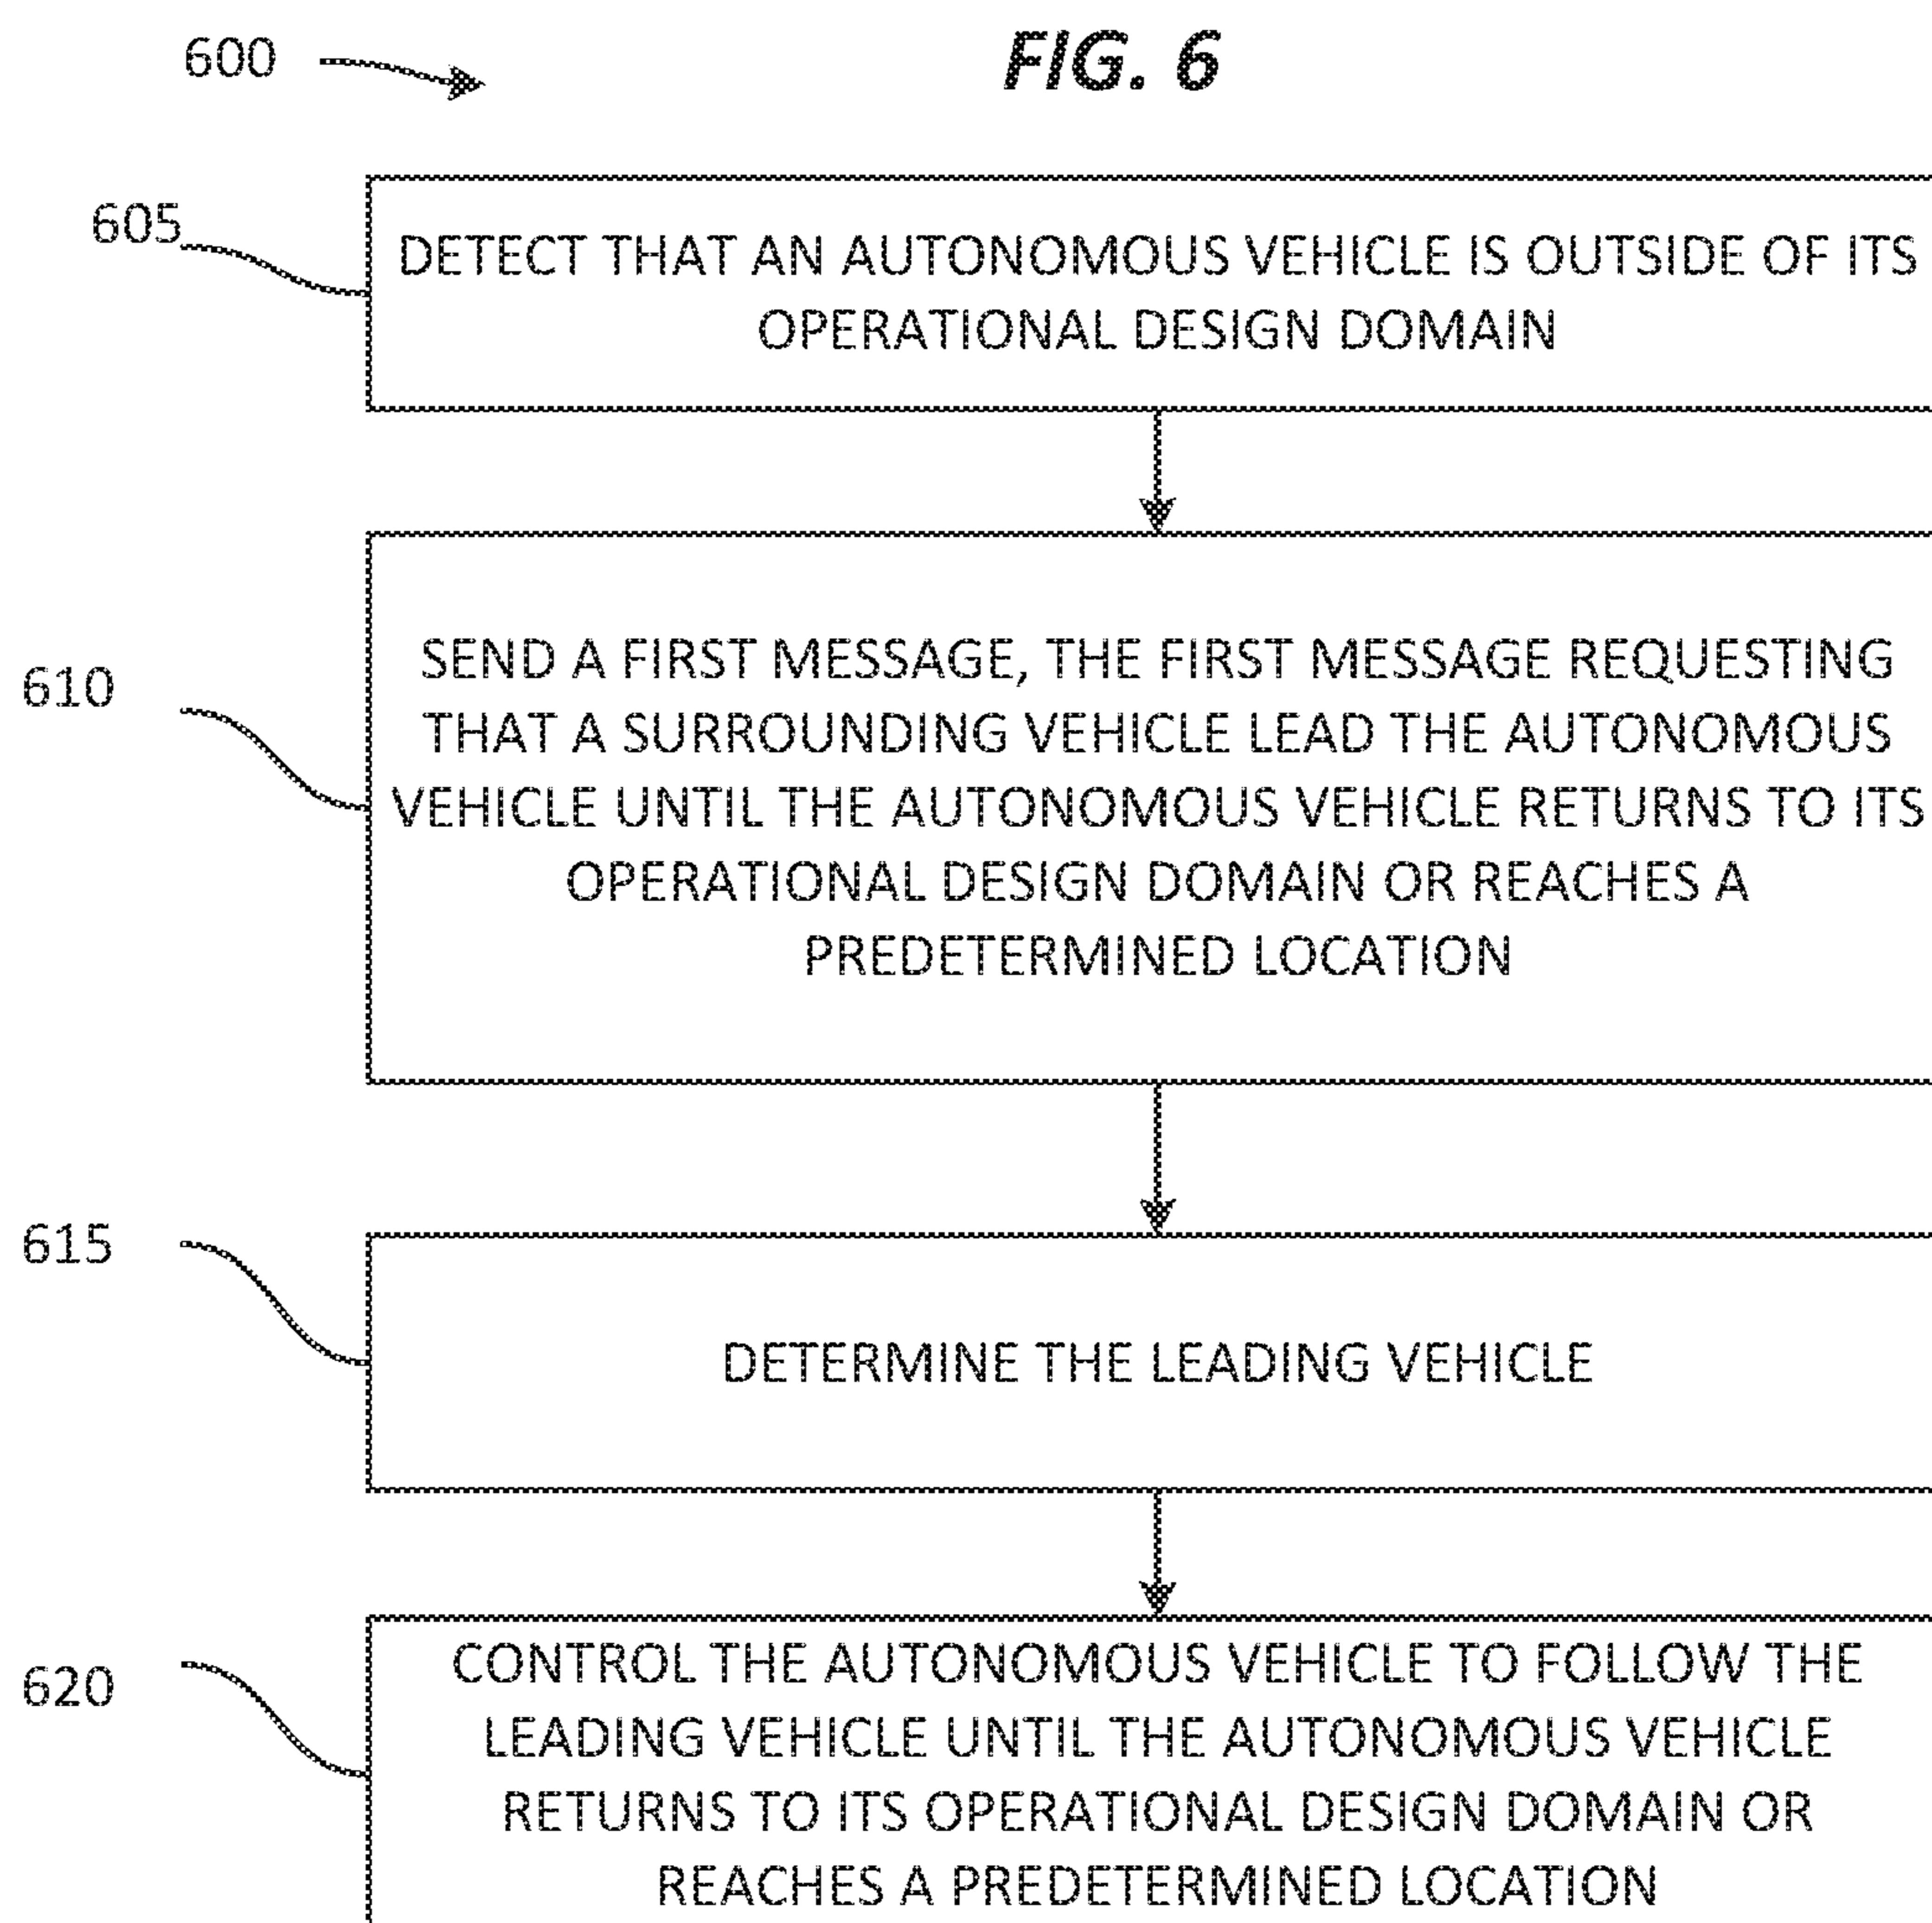 600
FIG. 6
605
DETECT THAT AN AUTONOMOUS VEHICLE IS OUTSIDE OF ITS
OPERATIONAL DESIGN DOMAIN
610
SEND A FIRST MESSAGE, THE FIRST MESSAGE REQUESTING
THAT A SURROUNDING VEHICLE LEAD THE AUTONOMOUS
VEHICLE UNTIL THE AUTONOMOUS VEHICLE RETURNS TO ITS
OPERATIONAL DESIGN DOMAIN OR REACHES A
PREDETERMINED LOCATION
615
DETERMINE THE LEADING VEHICLE
620
CONTROL THE AUTONOMOUS VEHICLE TO FOLLOW THE
LEADING VEHICLE UNTIL THE AUTONOMOUS VEHICLE
RETURNS TO ITS OPERATIONAL DESIGN DOMAIN OR
REACHES A PREDETERMINED LOCATION